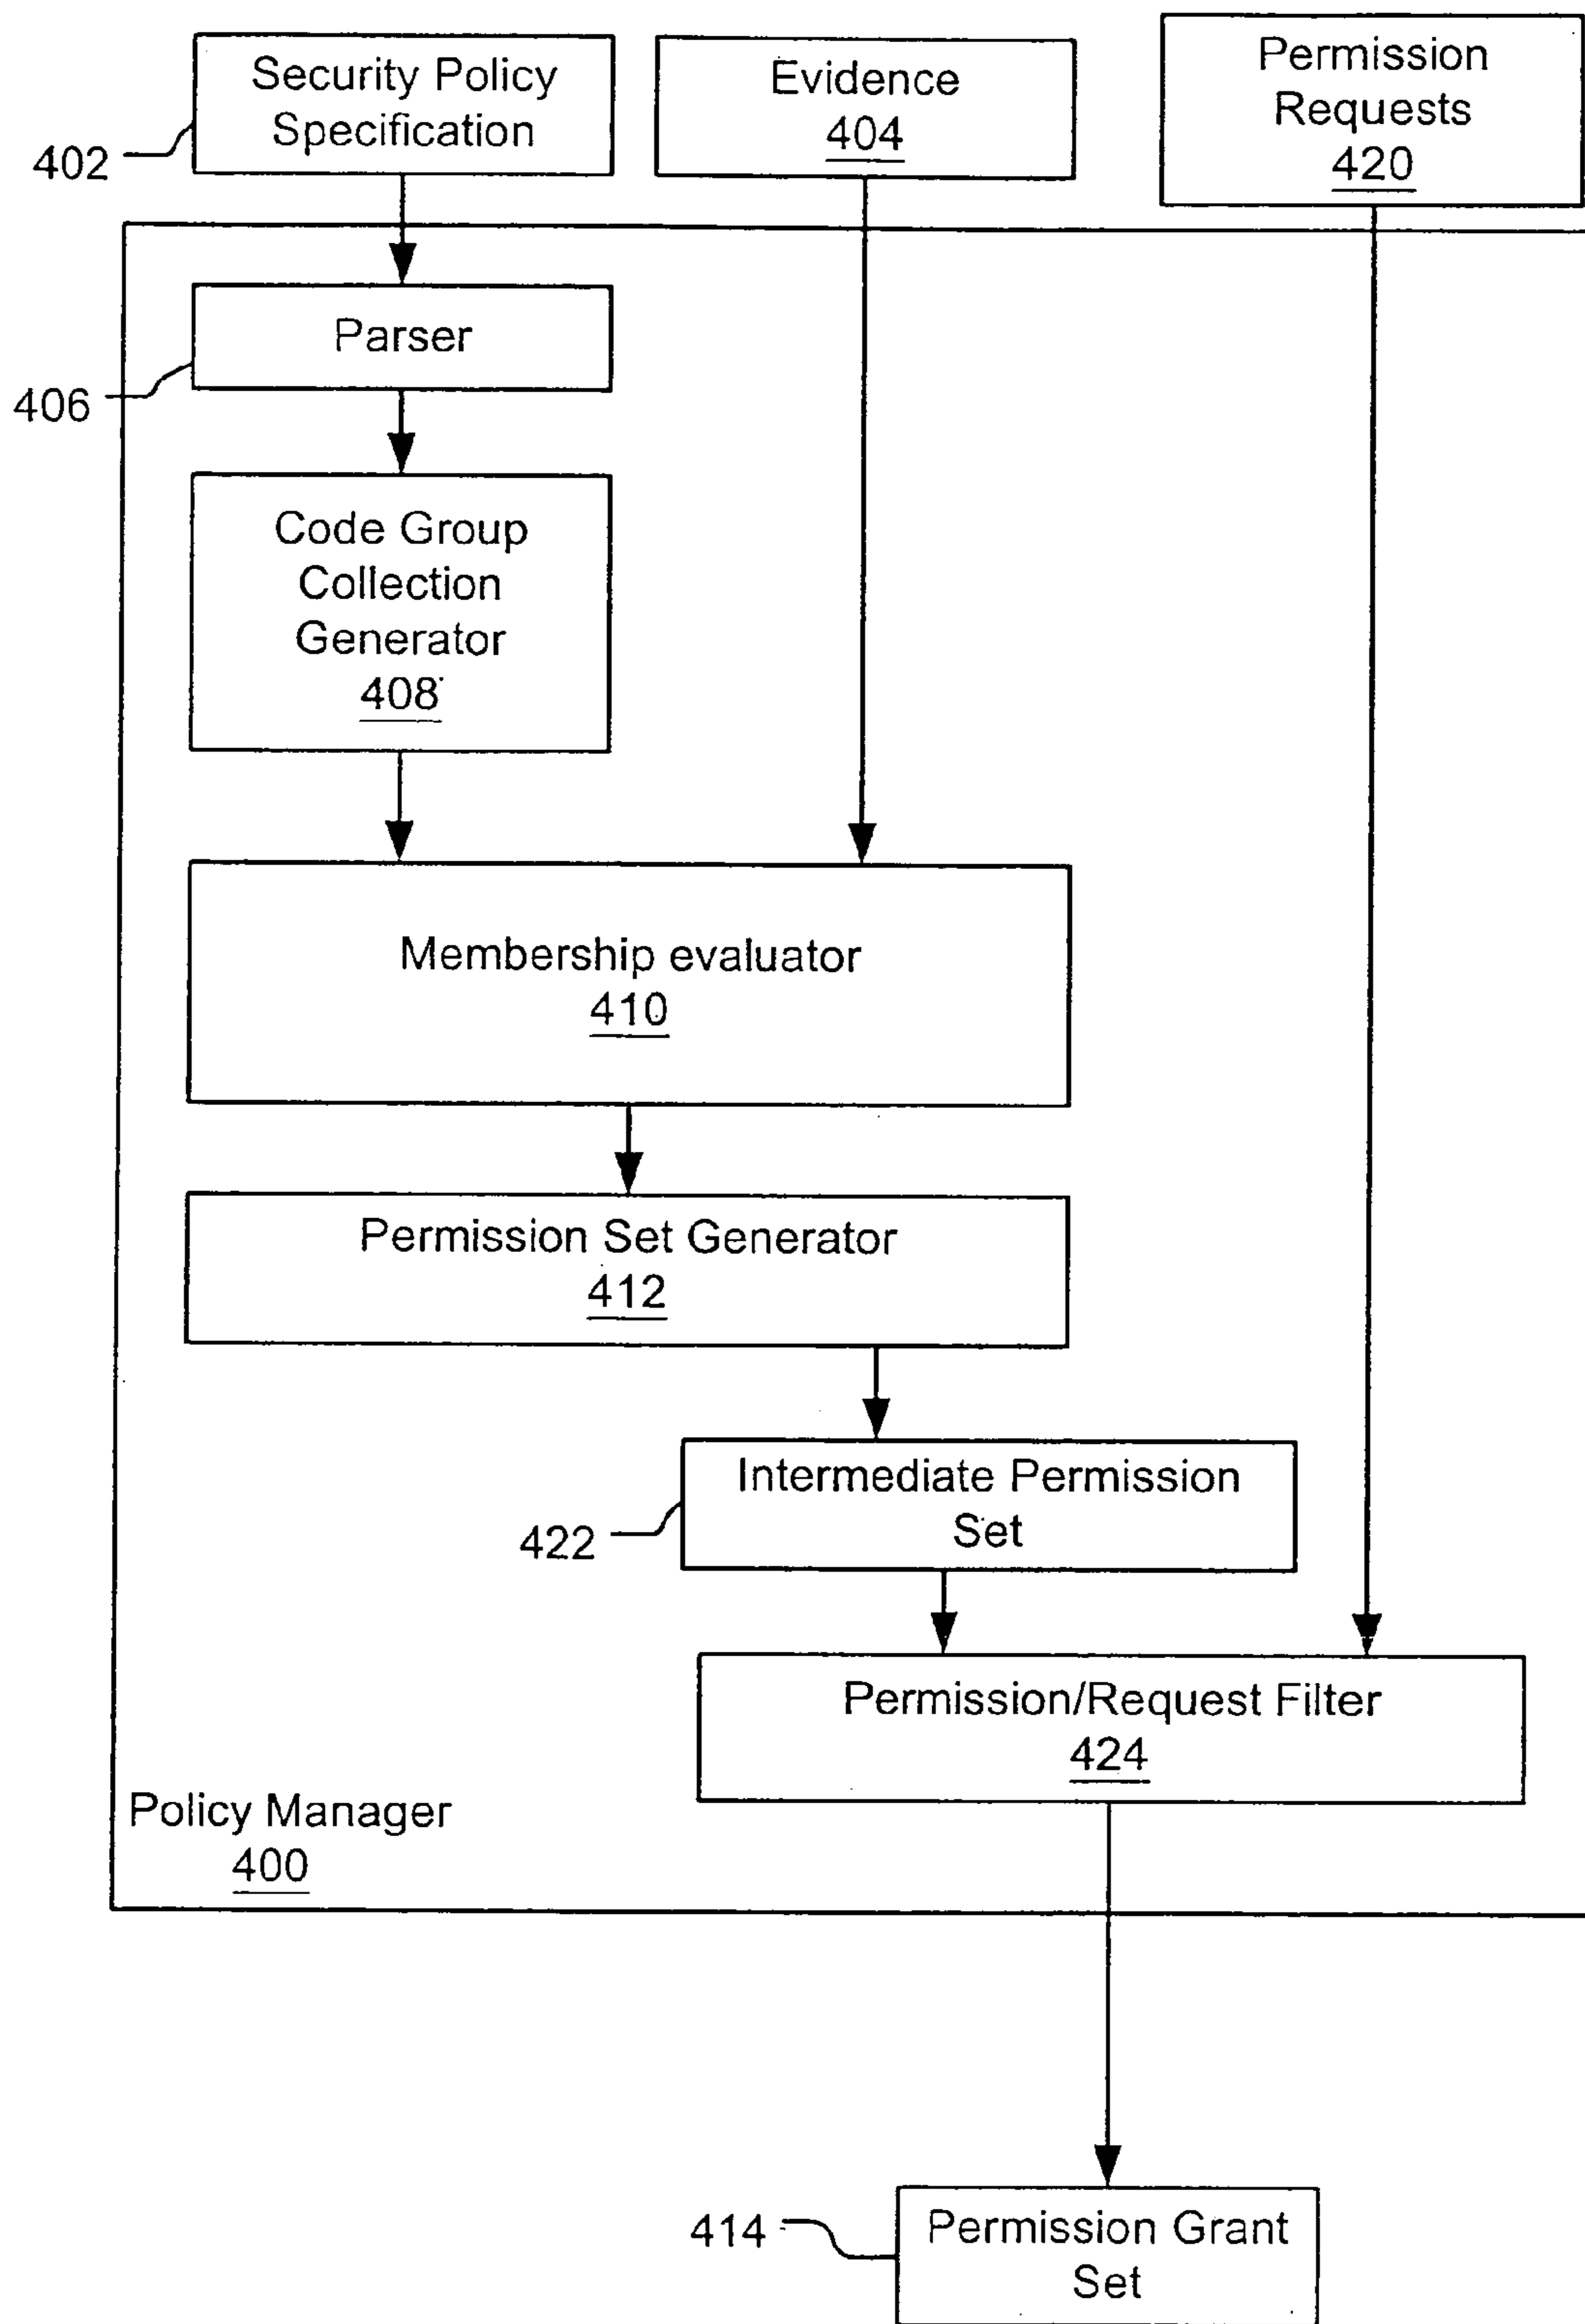 Security Policy
Specification
402
Evidence
404
Permission
Requests
420
Parser
406
Code Group
Collection
Generator
408
Membership evaluator
410
Permission Set Generator
412
Intermediate Permission
Set
422
Permission/Request Filter
424
Policy Manager
400
414
Permission Grant
Set